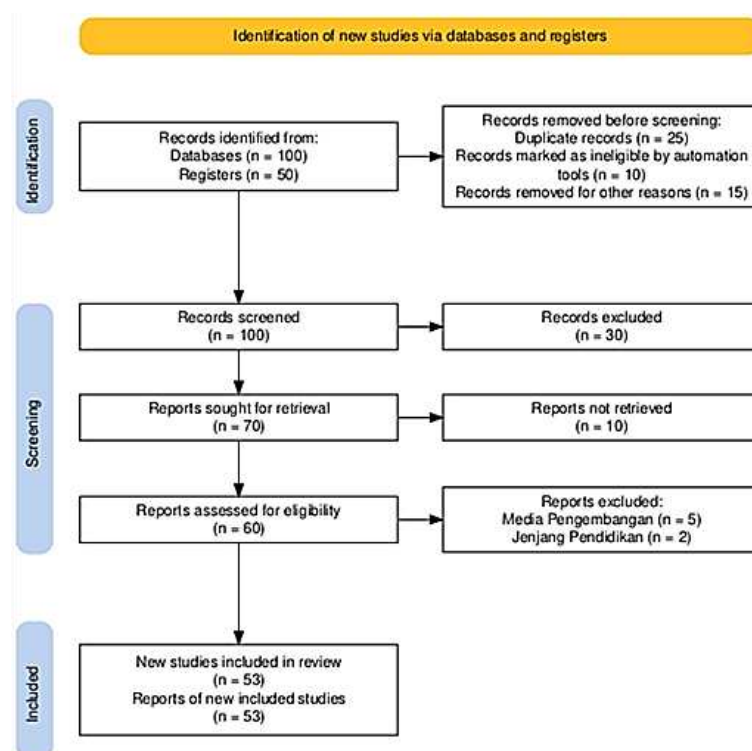 Identification of new studies via databases and registers
Identification
Records identified from:
Databases (n = 100)
Registers (n = 50)
Records removed before screening:
Duplicate records (n = 25)
Records marked as ineligible by automation
tools (n = 10)
Records removed for other reasons (n = 15)
Screening
Records screened
(n = 100)
Records excluded
(n = 30)
Reports sought for retrieval
(n = 70)
Reports not retrieved
(n = 10)
Reports assessed for eligibility
(n = 60)
Reports excluded:
Media Pengembangan (n = 5)
Jenjang Pendidikan (n = 2)
Included
New studies included in review
(n = 53)
Reports of new included studies
(n = 53)